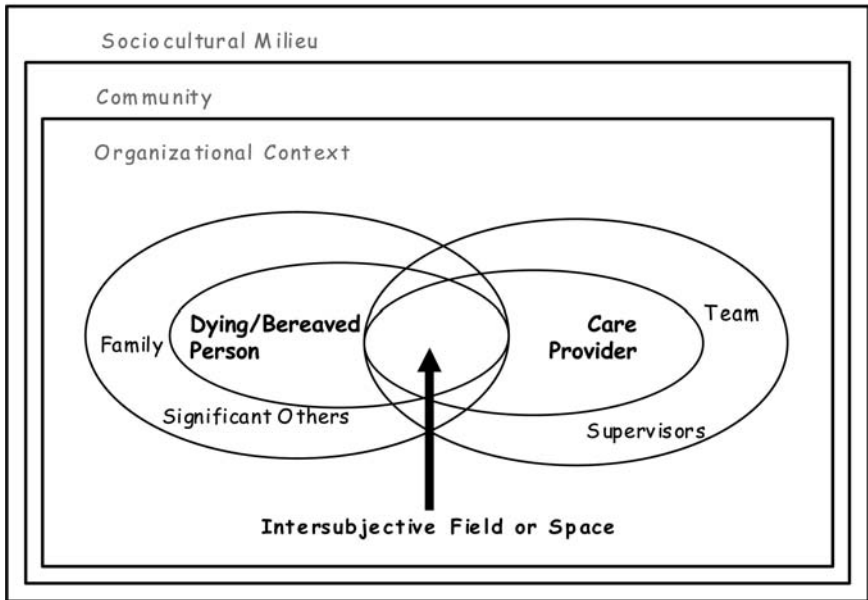 Sociocultural Milieu
Community
Organizational Context
Family
Dying/Bereaved
Person
Significant Others
Care
Provider
Team
Supervisors
Intersubjective Field or Space